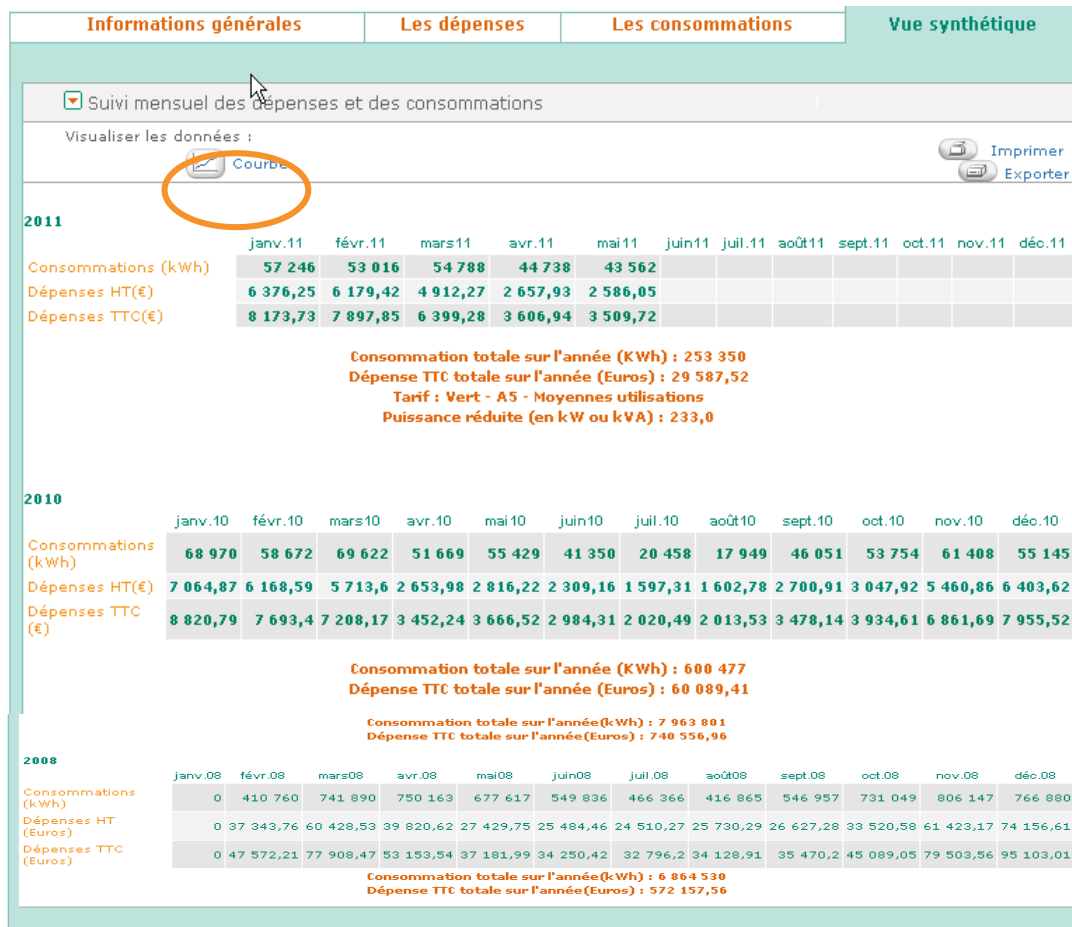 Informations générales Les dépenses Les consommations Vue synthétique
Suivi mensuel des dépenses et des consommations
Visualiser les données :
Courbe
Imprimer
Exporter
2011
janv.11 févr.11 mars11 avr.11 mai11 juin11 juil.11 août11 sept.11 oct.11 nov.11 déc.11
Consommations (kWh) 57 246 53 016 54 788 44 738 43 562
Dépenses HT(€) 6 376,25 6 179,42 4 912,27 2 657,93 2 586,05
Dépenses TTC(€) 8 173,73 7 897,85 6 399,28 3 606,94 3 509,72
Consommation totale sur l'année (KWh) : 253 350
Dépense TTC totale sur l'année (Euros) : 29 587,52
Tarif : Vert - A5 - Moyennes utilisations
Puissance réduite (en kW ou kVA) : 233,0
2010
janv.10 févr.10 mars10 avr.10 mai10 juin10 juil.10 août10 sept.10 oct.10 nov.10 déc.10
Consommations
(kWh) 68 970 58 672 69 622 51 669 55 429 41 350 20 458 17 949 46 051 53 754 61 408 55 145
Dépenses HT(€) 7 064,87 6 168,59 5 713,6 2 653,98 2 816,22 2 309,16 1 597,31 1 602,78 2 700,91 3 047,92 5 460,86 6 403,62
Dépenses TTC
(€) 8 820,79 7 693,4 7 208,17 3 452,24 3 666,52 2 984,31 2 020,49 2 013,53 3 478,14 3 934,61 6 861,69 7 955,52
Consommation totale sur l'année (KWh) : 600 477
Dépense TTC totale sur l'année (Euros) : 60 089,41
Consommation totale sur l'année(kWh) : 7 963 801
Dépense TTC totale sur l'année(Euros) : 740 556,96
2008
janv.08 févr.08 mars08 avr.08 mai08 juin08 juil.08 août08 sept.08 oct.08 nov.08 déc.08
Consommations
(kWh) 0 410 760 741 890 750 163 677 617 549 836 466 366 416 865 546 957 731 049 806 147 766 880
Dépenses HT
(Euros) 0 37 343,76 60 428,53 39 820,62 27 429,75 25 484,46 24 510,27 25 730,29 26 627,28 33 520,58 61 423,17 74 156,61
Dépenses TTC
(Euros) 0 47 572,21 77 908,47 53 153,54 37 181,99 34 250,42 32 796,2 34 128,91 35 470,2 45 089,05 79 503,56 95 103,01
Consommation totale sur l'année(kWh) : 6 864 530
Dépense TTC totale sur l'année(Euros) : 572 157,56